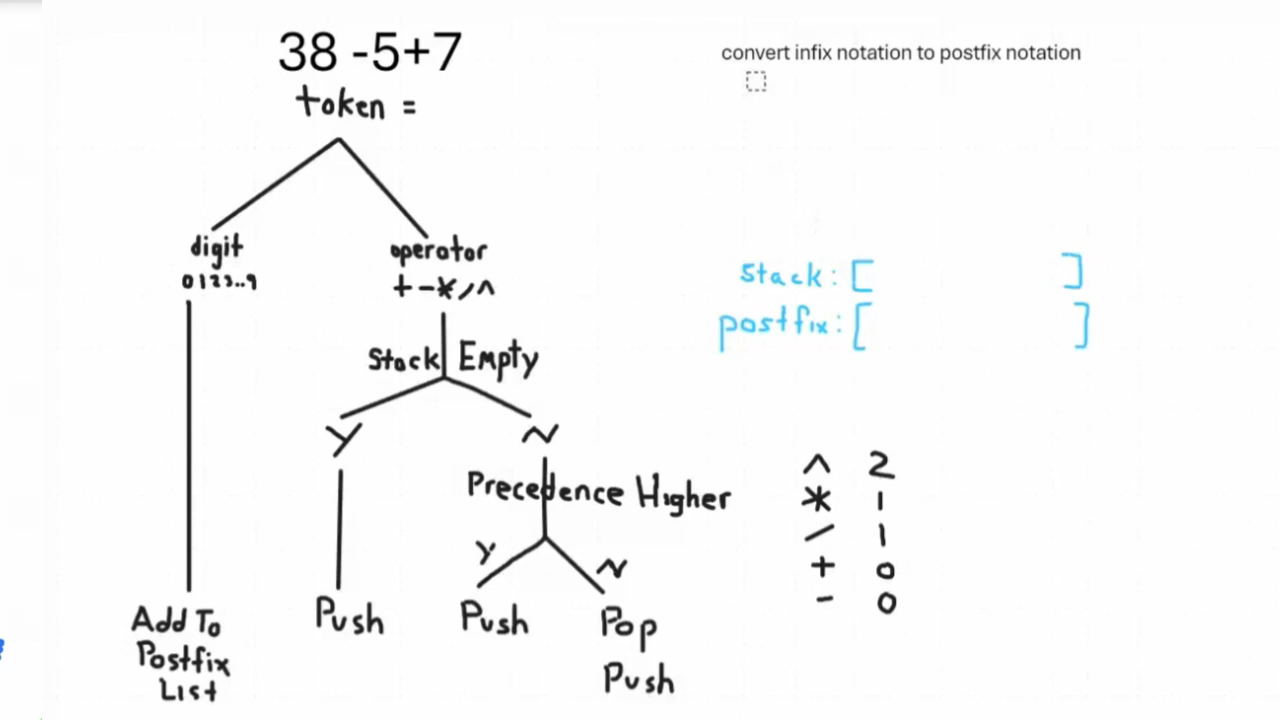 38 -5+7
convert infix notation to postfix notation
token =
digit
0123..9
operator
+-*/^
Stack Empty
Y
N
Precedence Higher
Y
N
Add To
Postfix
List
Push
Push
Pop
Push
Stack: [ ]
postfix: [ ]
^ 2
* 1
/ 1
+ 0
- 0